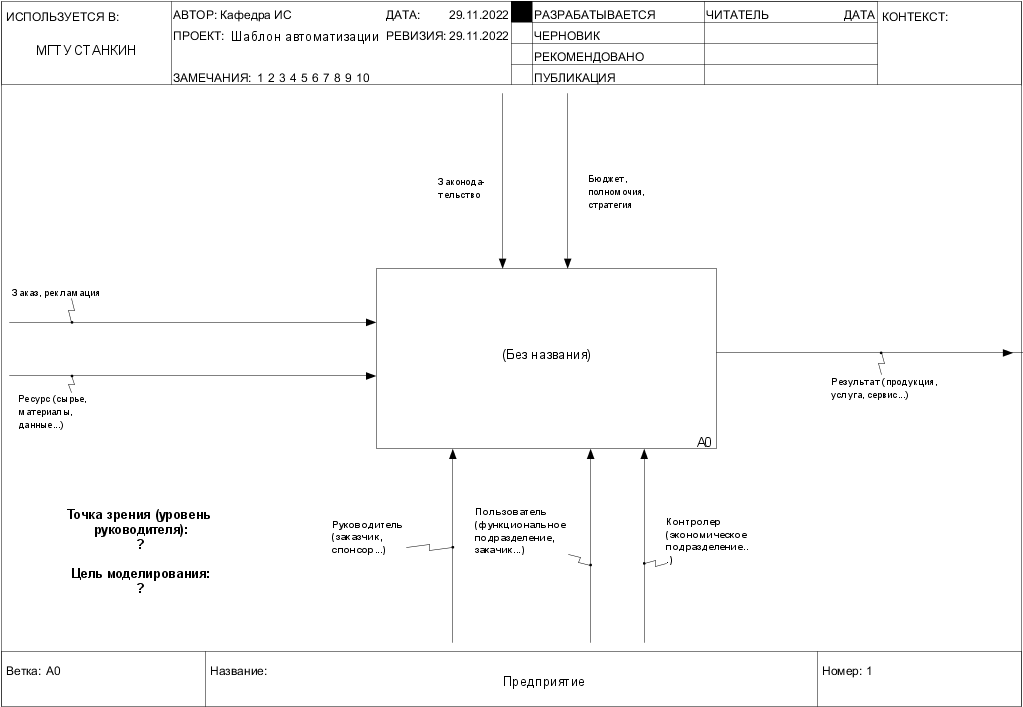 ИСПОЛЬЗУЕТСЯ В:
МГТУ СТАНКИН
АВТОР: Кафедра ИС
ДАТА: 29.11.2022
ПРОЕКТ: Шаблон автоматизации
РЕВИЗИЯ: 29.11.2022
ЗАМЕЧАНИЯ: 1 2 3 4 5 6 7 8 9 10
РАЗРАБАТЫВАЕТСЯ
ЧЕРНОВИК
РЕКОМЕНДОВАНО
ПУБЛИКАЦИЯ
ЧИТАТЕЛЬ
ДАТА
КОНТЕКСТ:
Законода-
тельство
Бюджет,
полномочия,
стратегия
Заказ, рекламация
Ресурс (сырье,
материалы,
данные...)
(Без названия)
A0
Результат (продукция,
услуга, сервис...)
Точка зрения (уровень
руководителя):
?
Цель моделирования:
?
Руководитель
(заказчик,
спонсор...)
Пользователь
(функциональное
подразделение,
закачик...)
Контролер
(экономическое
подразделение..
.)
Ветка: A0
Название:
Предприятие
Номер: 1